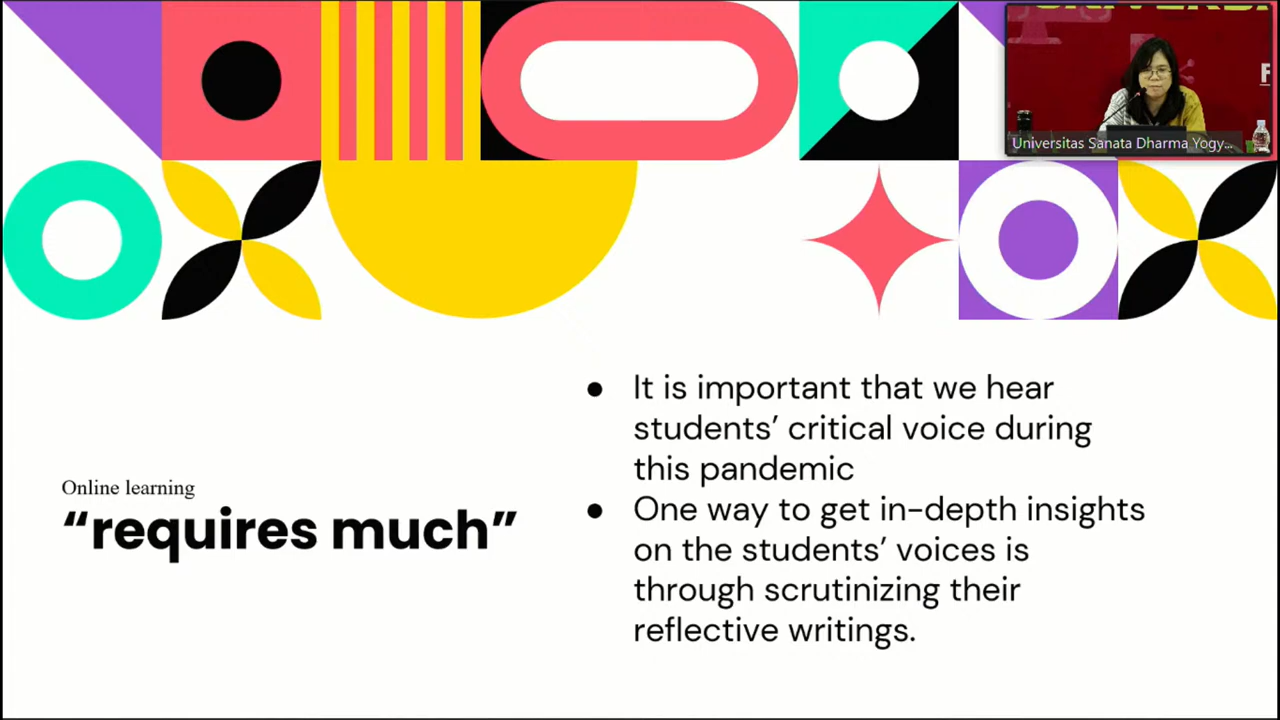 Universitas Sanata Dharma Yogy...
Online learning
“requires much”
● It is important that we hear
students’ critical voice during
this pandemic
● One way to get in-depth insights
on the students’ voices is
through scrutinizing their
reflective writings.